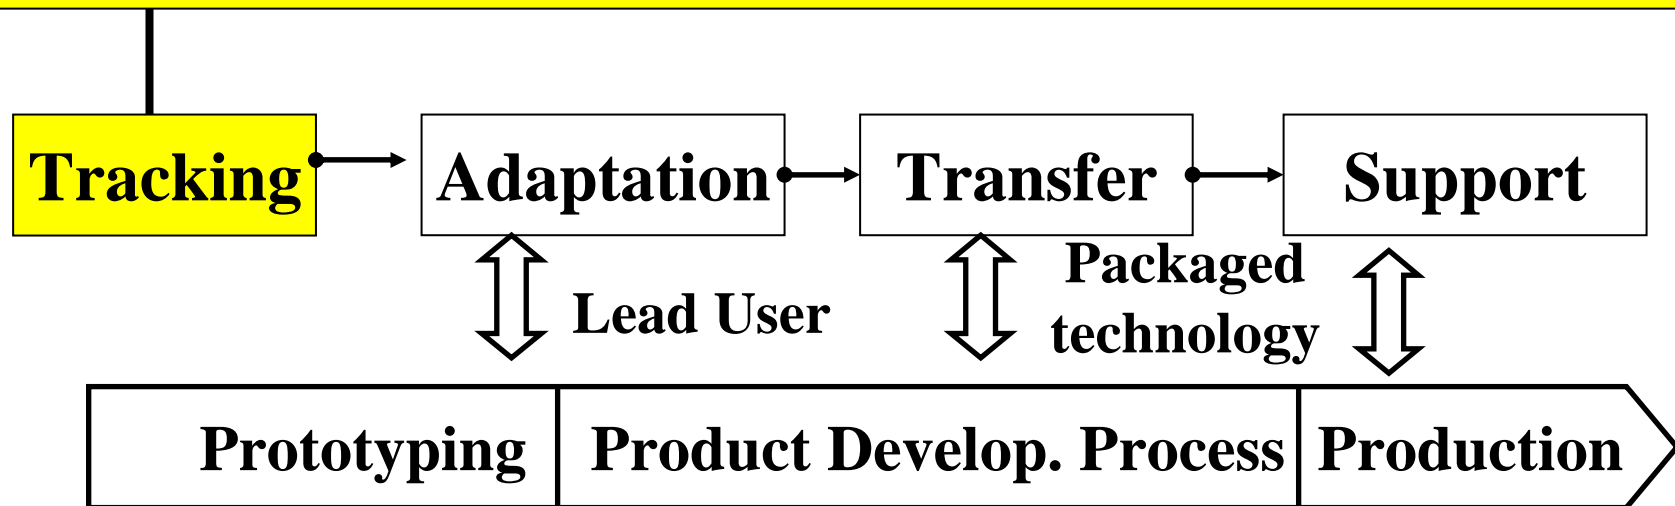 Tracking
Adaptation
Transfer
Support
Lead User
Packaged
technology
Prototyping
Product Develop. Process
Production